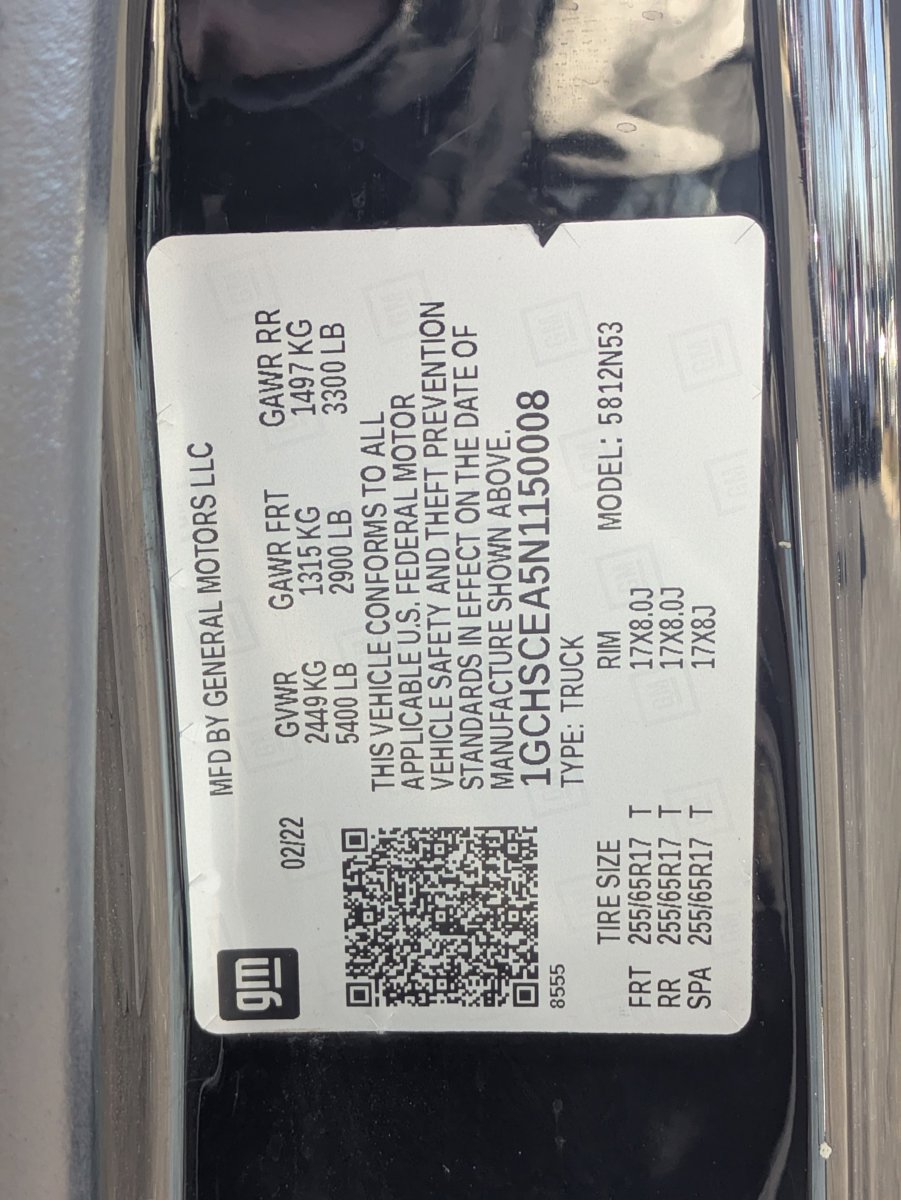 gm
MFD BY GENERAL MOTORS LLC
02/22
GVWR GAWR FRT GAWR RR
2449 KG 1315 KG 1497 KG
5400 LB 2900 LB 3300 LB
THIS VEHICLE CONFORMS TO ALL
APPLICABLE U.S. FEDERAL MOTOR
VEHICLE SAFETY AND THEFT PREVENTION
STANDARDS IN EFFECT ON THE DATE OF
MANUFACTURE SHOWN ABOVE.
1GCHSCEA5N1150008
8555
TYPE: TRUCK
TIRE SIZE RIM MODEL: 5812N53
FRT 255/65R17 T 17X8.0J
RR 255/65R17 T 17X8.0J
SPA 255/65R17 T 17X8J